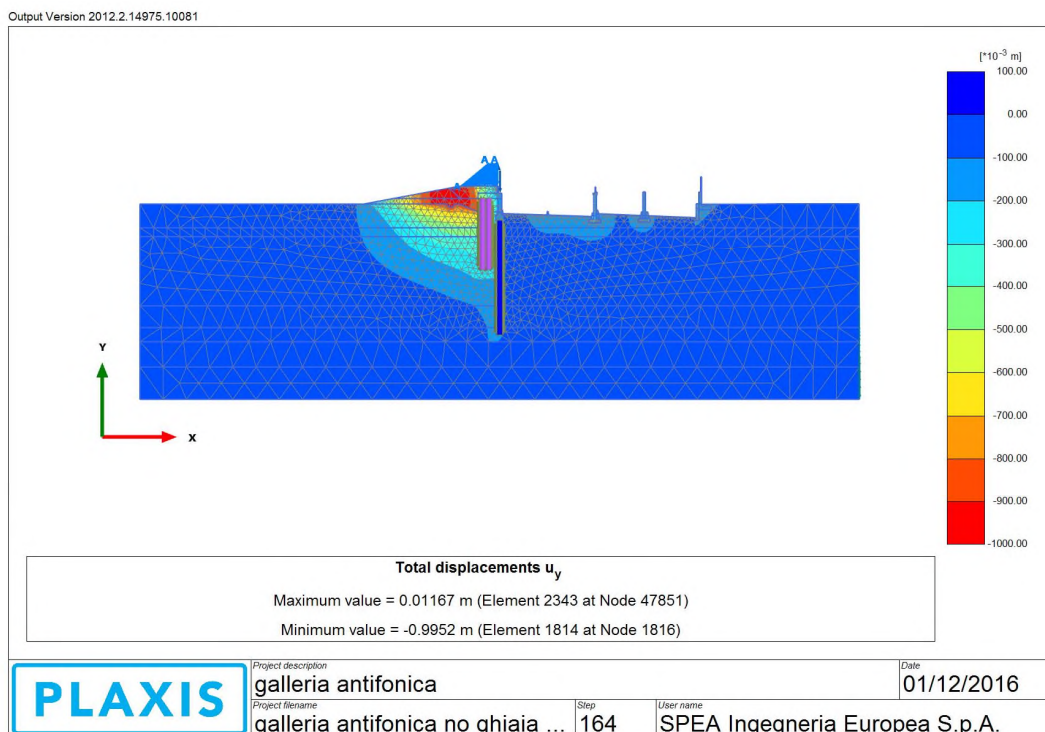 Output Version 2012.2.14975.10081
[*10-3 m]
100.00
0.00
-100.00
-200.00
-300.00
-400.00
-500.00
-600.00
-700.00
-800.00
-900.00
-1000.00
A A
A
Y
X
Total displacements uy
Maximum value = 0.01167 m (Element 2343 at Node 47851)
Minimum value = -0.9952 m (Element 1814 at Node 1816)
PLAXIS
Project description
galleria antifonica
Date
01/12/2016
Project filename
galleria antifonica no ghiaia ...
Step
164
User name
SPEA Ingegneria Europea S.p.A.